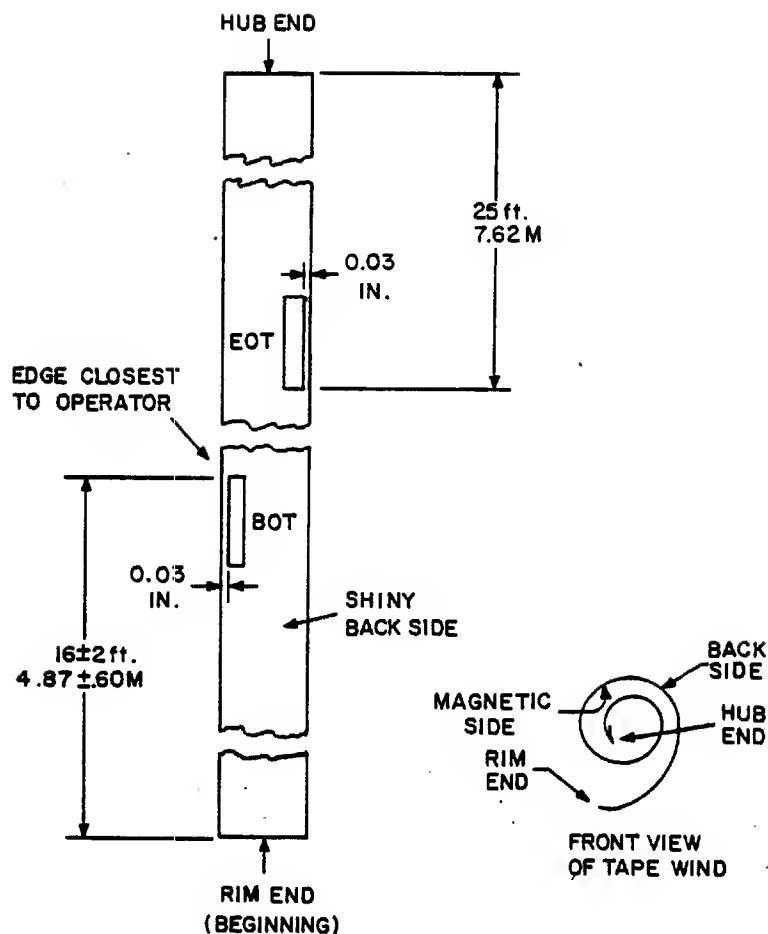 HUB END
25 ft.
7.62 M
0.03
IN.
EOT
EDGE CLOSEST
TO OPERATOR
BOT
0.03
IN.
SHINY
BACK SIDE
16±2 ft.
4.87 ±.60M
BACK
SIDE
MAGNETIC
SIDE
HUB
END
RIM
END
FRONT VIEW
OF TAPE WIND
RIM END
(BEGINNING)